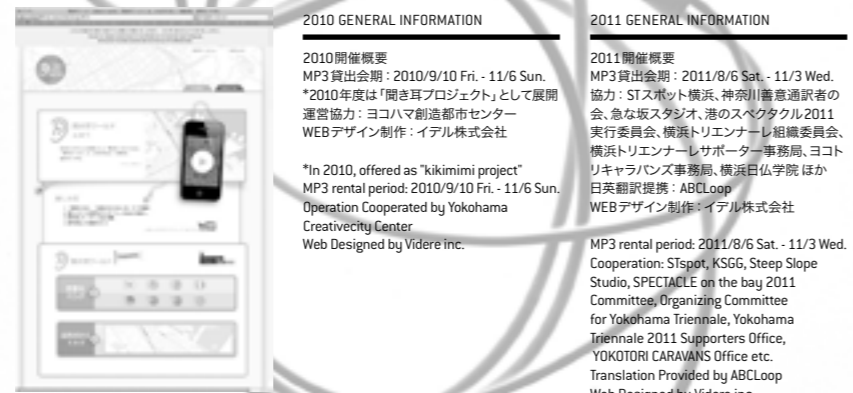 2010 GENERAL INFORMATION
2010開催概要
MP3貸出会期：2010/9/10 Fri. - 11/6 Sun.
*2010年度は「聞き耳プロジェクト」として展開
運営協力：ヨコハマ創造都市センター
WEBデザイン制作：イデル株式会社
*In 2010, offered as "kikimimi project"
MP3 rental period: 2010/9/10 Fri. - 11/6 Sun.
Operation Cooperated by Yokohama
Creativecity Center
Web Designed by Videre inc.
2011 GENERAL INFORMATION
2011開催概要
MP3貸出会期：2011/8/6 Sat. - 11/3 Wed.
協力：STスポット横浜、神奈川善意通訳者の
会、急な坂スタジオ、港のスペクタクル2011
実行委員会、横浜トリエンナーレ組織委員会、
横浜トリエンナーレサポーター事務局、ヨコト
リキャラバンズ事務局、横浜日仏学院 ほか
日英翻訳提携：ABCLoop
WEBデザイン制作：イデル株式会社
MP3 rental period: 2011/8/6 Sat. - 11/3 Wed.
Cooperation: STspot, KSGG, Steep Slope
Studio, SPECTACLE on the bay 2011
Committee, Organizing Committee
for Yokohama Triennale, Yokohama
Triennale 2011 Supporters Office,
YOKOTORI CARAVANS Office etc.
Translation Provided by ABCLoop
Web Designed by Videre inc.